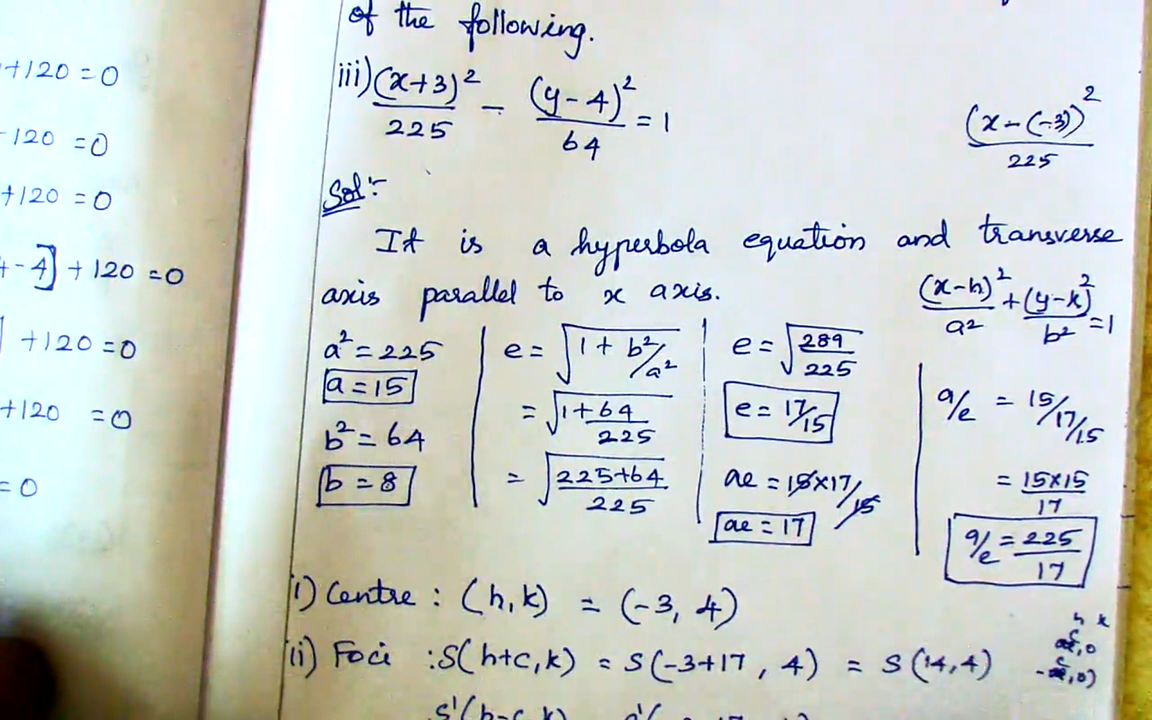 +120 = 0
-120 = 0
+120 = 0
-4] + 120 = 0
] +120 = 0
+120 = 0
= 0
of the following.
iii) (x+3)²/225 - (y-4)²/64 = 1
(x-(-3))²/225
Sol:-
It is a hyperbola equation and transverse
axis parallel to x axis.
(x-h)²/a² + (y-k)²/b² = 1
a² = 225
a = 15
b² = 64
b = 8
e = √(1 + b²/a²)
= √(1+64/225)
= √((225+64)/225)
e = √(289/225)
e = 17/15
ae = 15×17/15
ae = 17
a/e = 15/17/15
= 15×15/17
a/e = 225/17
i) Centre : (h,k) = (-3, 4)
(ii) Foci : S(h+c,k) = S(-3+17, 4) = S(14,4)
h k
c
,0
c
,0)
S'(h-c,k)